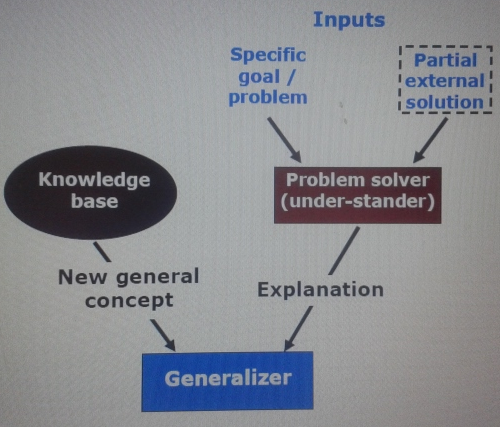 Inputs
Specific
goal /
problem
Partial
external
solution
Knowledge
base
Problem solver
(under-stander)
New general
concept
Explanation
Generalizer